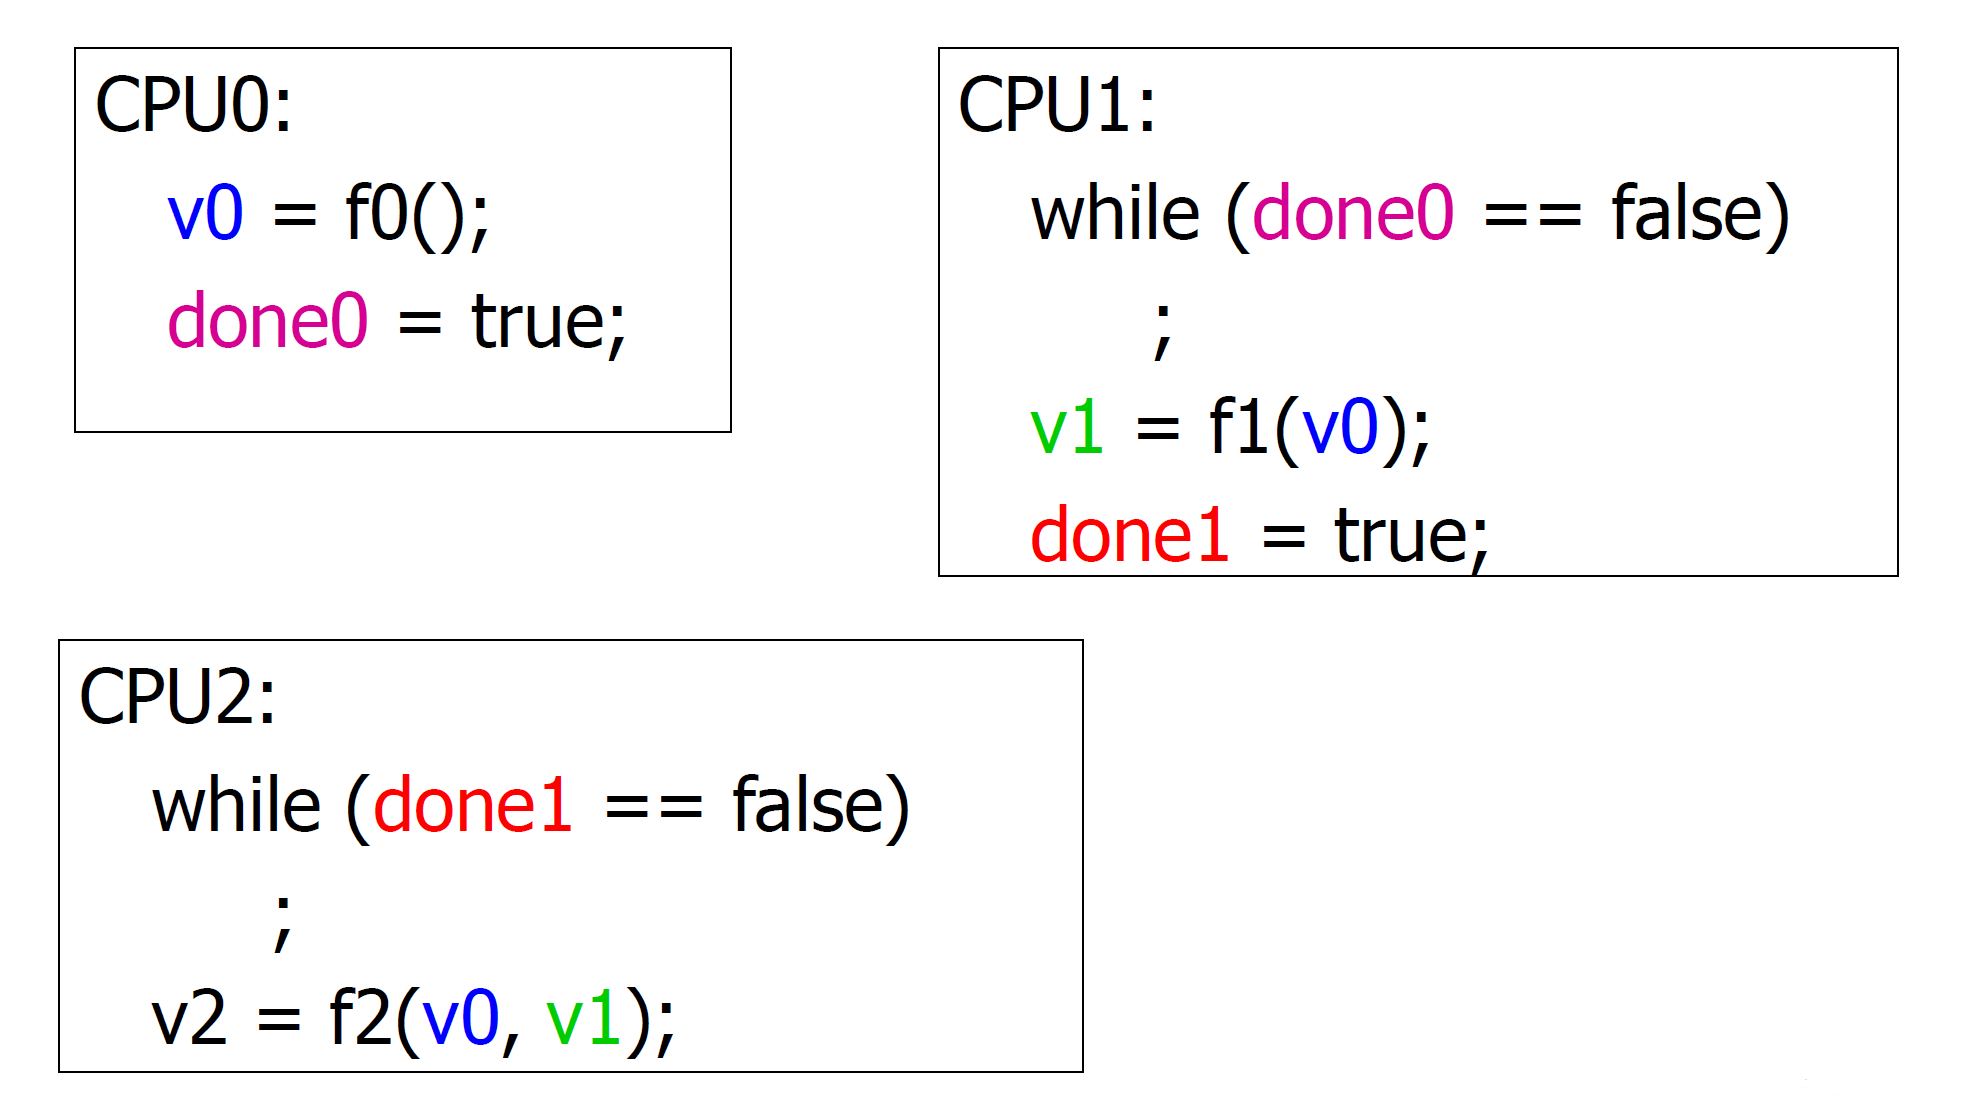 CPU0:
v0 = f0();
done0 = true;
CPU1:
while (done0 == false)
;
v1 = f1(v0);
done1 = true;
CPU2:
while (done1 == false)
;
v2 = f2(v0, v1);